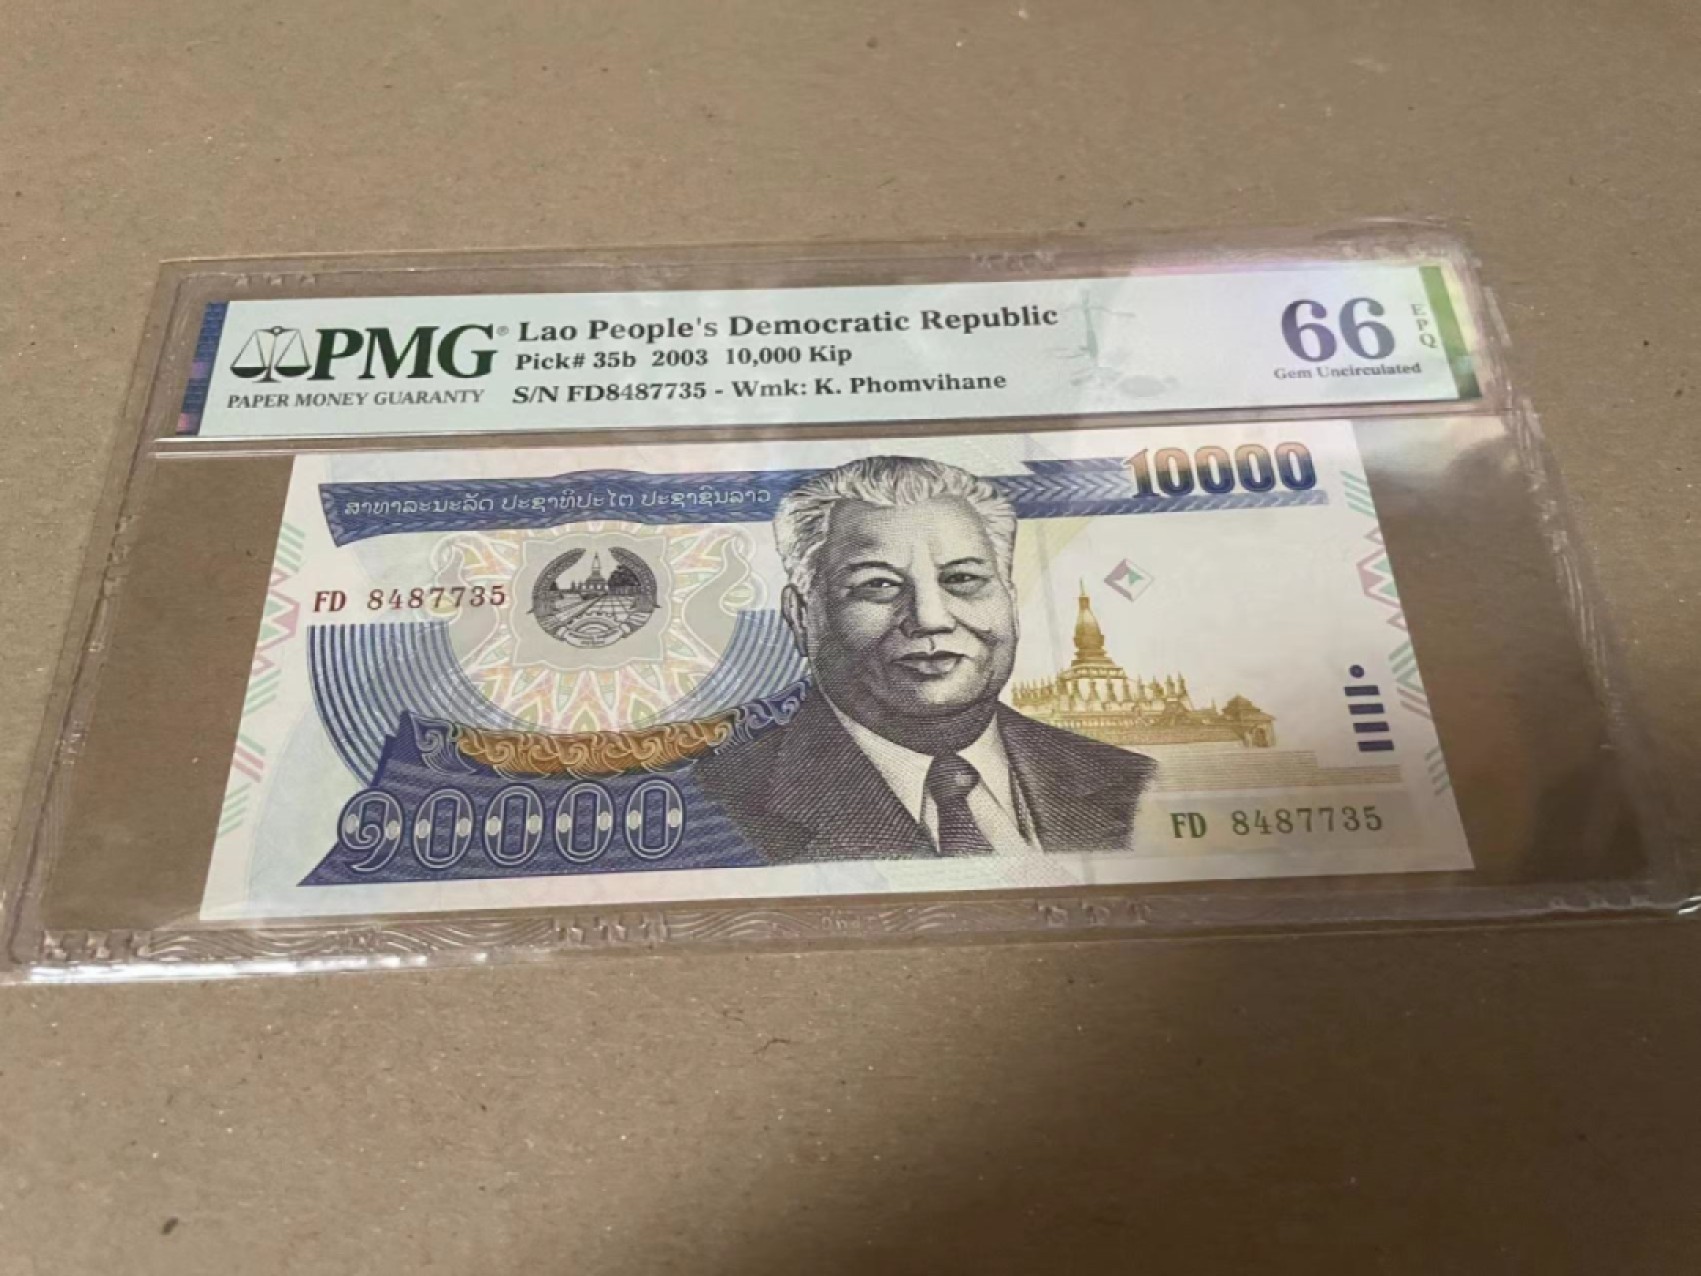 PMG®
PAPER MONEY GUARANTY
Lao People's Democratic Republic
Pick# 35b 2003 10,000 Kip
S/N FD8487735 - Wmk: K. Phomvihane
66
EPQ
Gem Uncirculated
ສາທາລະນະລັດ ປະຊາທິປະໄຕ ປະຊາຊົນລາວ
10000
FD 8487735
໑໐໐໐໐
FD 8487735